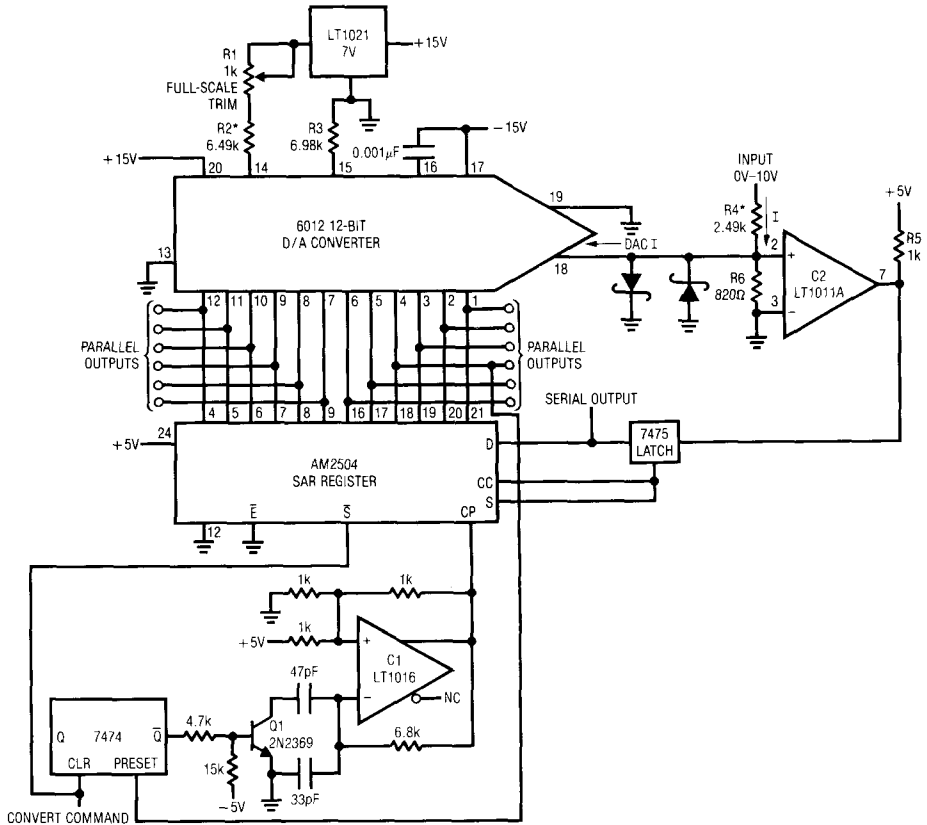 LT1021
7V
+15V
R1
1k
FULL-SCALE
TRIM
R2*
6.49k
R3
6.98k
0.001µF
−15V
+15V
20
14
15
16
17
INPUT
0V-10V
+5V
R4*
2.49k
I
R5
1k
19
6012 12-BIT
D/A CONVERTER
DAC I
18
2
+
C2
LT1011A
7
R6
820Ω
3
−
13
12 11 10 9 8 7 6 5 4 3 2 1
PARALLEL
OUTPUTS
PARALLEL
OUTPUTS
4 5 6 7 8 9 16 17 18 19 20 21
SERIAL OUTPUT
24
+5V
AM2504
SAR REGISTER
D
7475
LATCH
CC
S
12
E̅
S̅
CP
1k
1k
+5V
1k
+
C1
LT1016
−
NC
47pF
6.8k
Q
7474
Q̅
CLR
PRESET
4.7k
Q1
2N2369
15k
−5V
33pF
CONVERT COMMAND